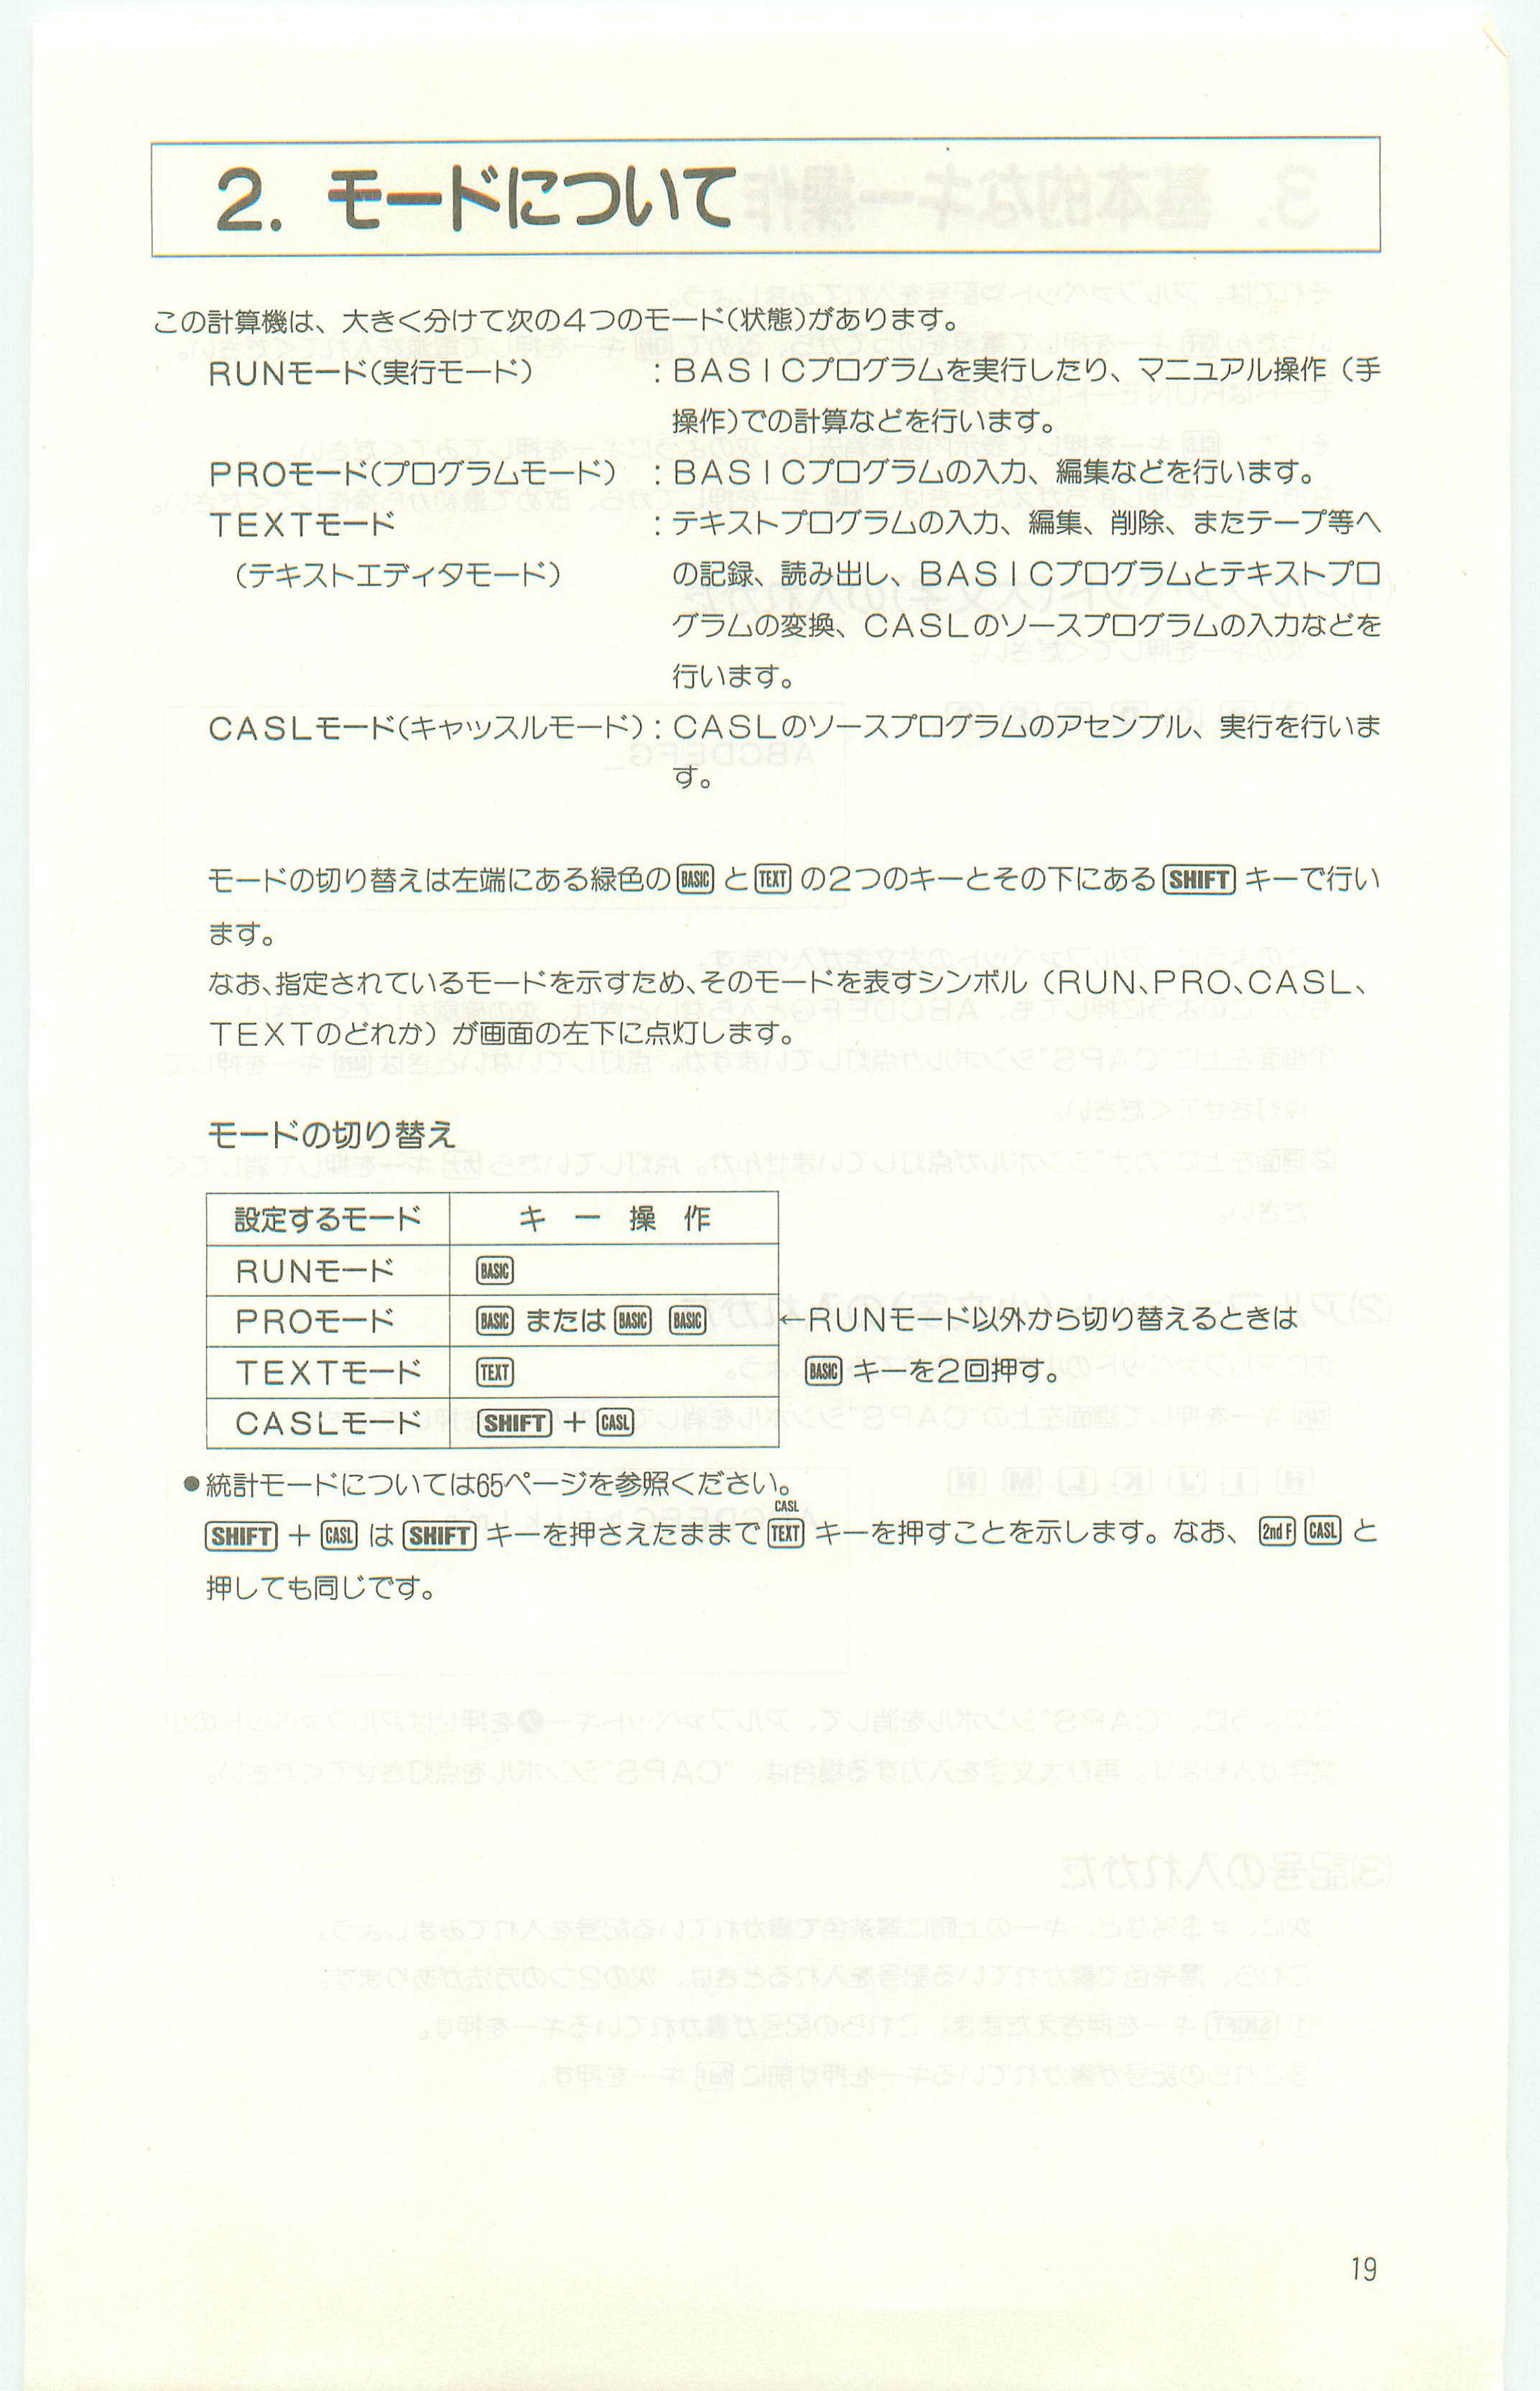 2. モードについて
この計算機は、大きく分けて次の4つのモード(状態)があります。
RUNモード(実行モード) : BASICプログラムを実行したり、マニュアル操作(手
操作)での計算などを行います。
PROモード(プログラムモード) : BASICプログラムの入力、編集などを行います。
TEXTモード : テキストプログラムの入力、編集、削除、またテープ等へ
(テキストエディタモード) の記録、読み出し、BASICプログラムとテキストプロ
グラムの変換、CASLのソースプログラムの入力などを
行います。
CASLモード(キャッスルモード) : CASLのソースプログラムのアセンブル、実行を行いま
す。
モードの切り替えは左端にある緑色の BASIC と TEXT の2つのキーとその下にある SHIFT キーで行い
ます。
なお、指定されているモードを示すため、そのモードを表すシンボル(RUN、PRO、CASL、
TEXTのどれか)が画面の左下に点灯します。
モードの切り替え
設定するモード キー操作
RUNモード BASIC
PROモード BASIC または BASIC BASIC ←RUNモード以外から切り替えるときは
TEXTモード TEXT BASIC キーを2回押す。
CASLモード SHIFT + CASL
●統計モードについては65ページを参照ください。
CASL
SHIFT + CASL は SHIFT キーを押さえたままで TEXT キーを押すことを示します。なお、 2nd F CASL と
押しても同じです。
19